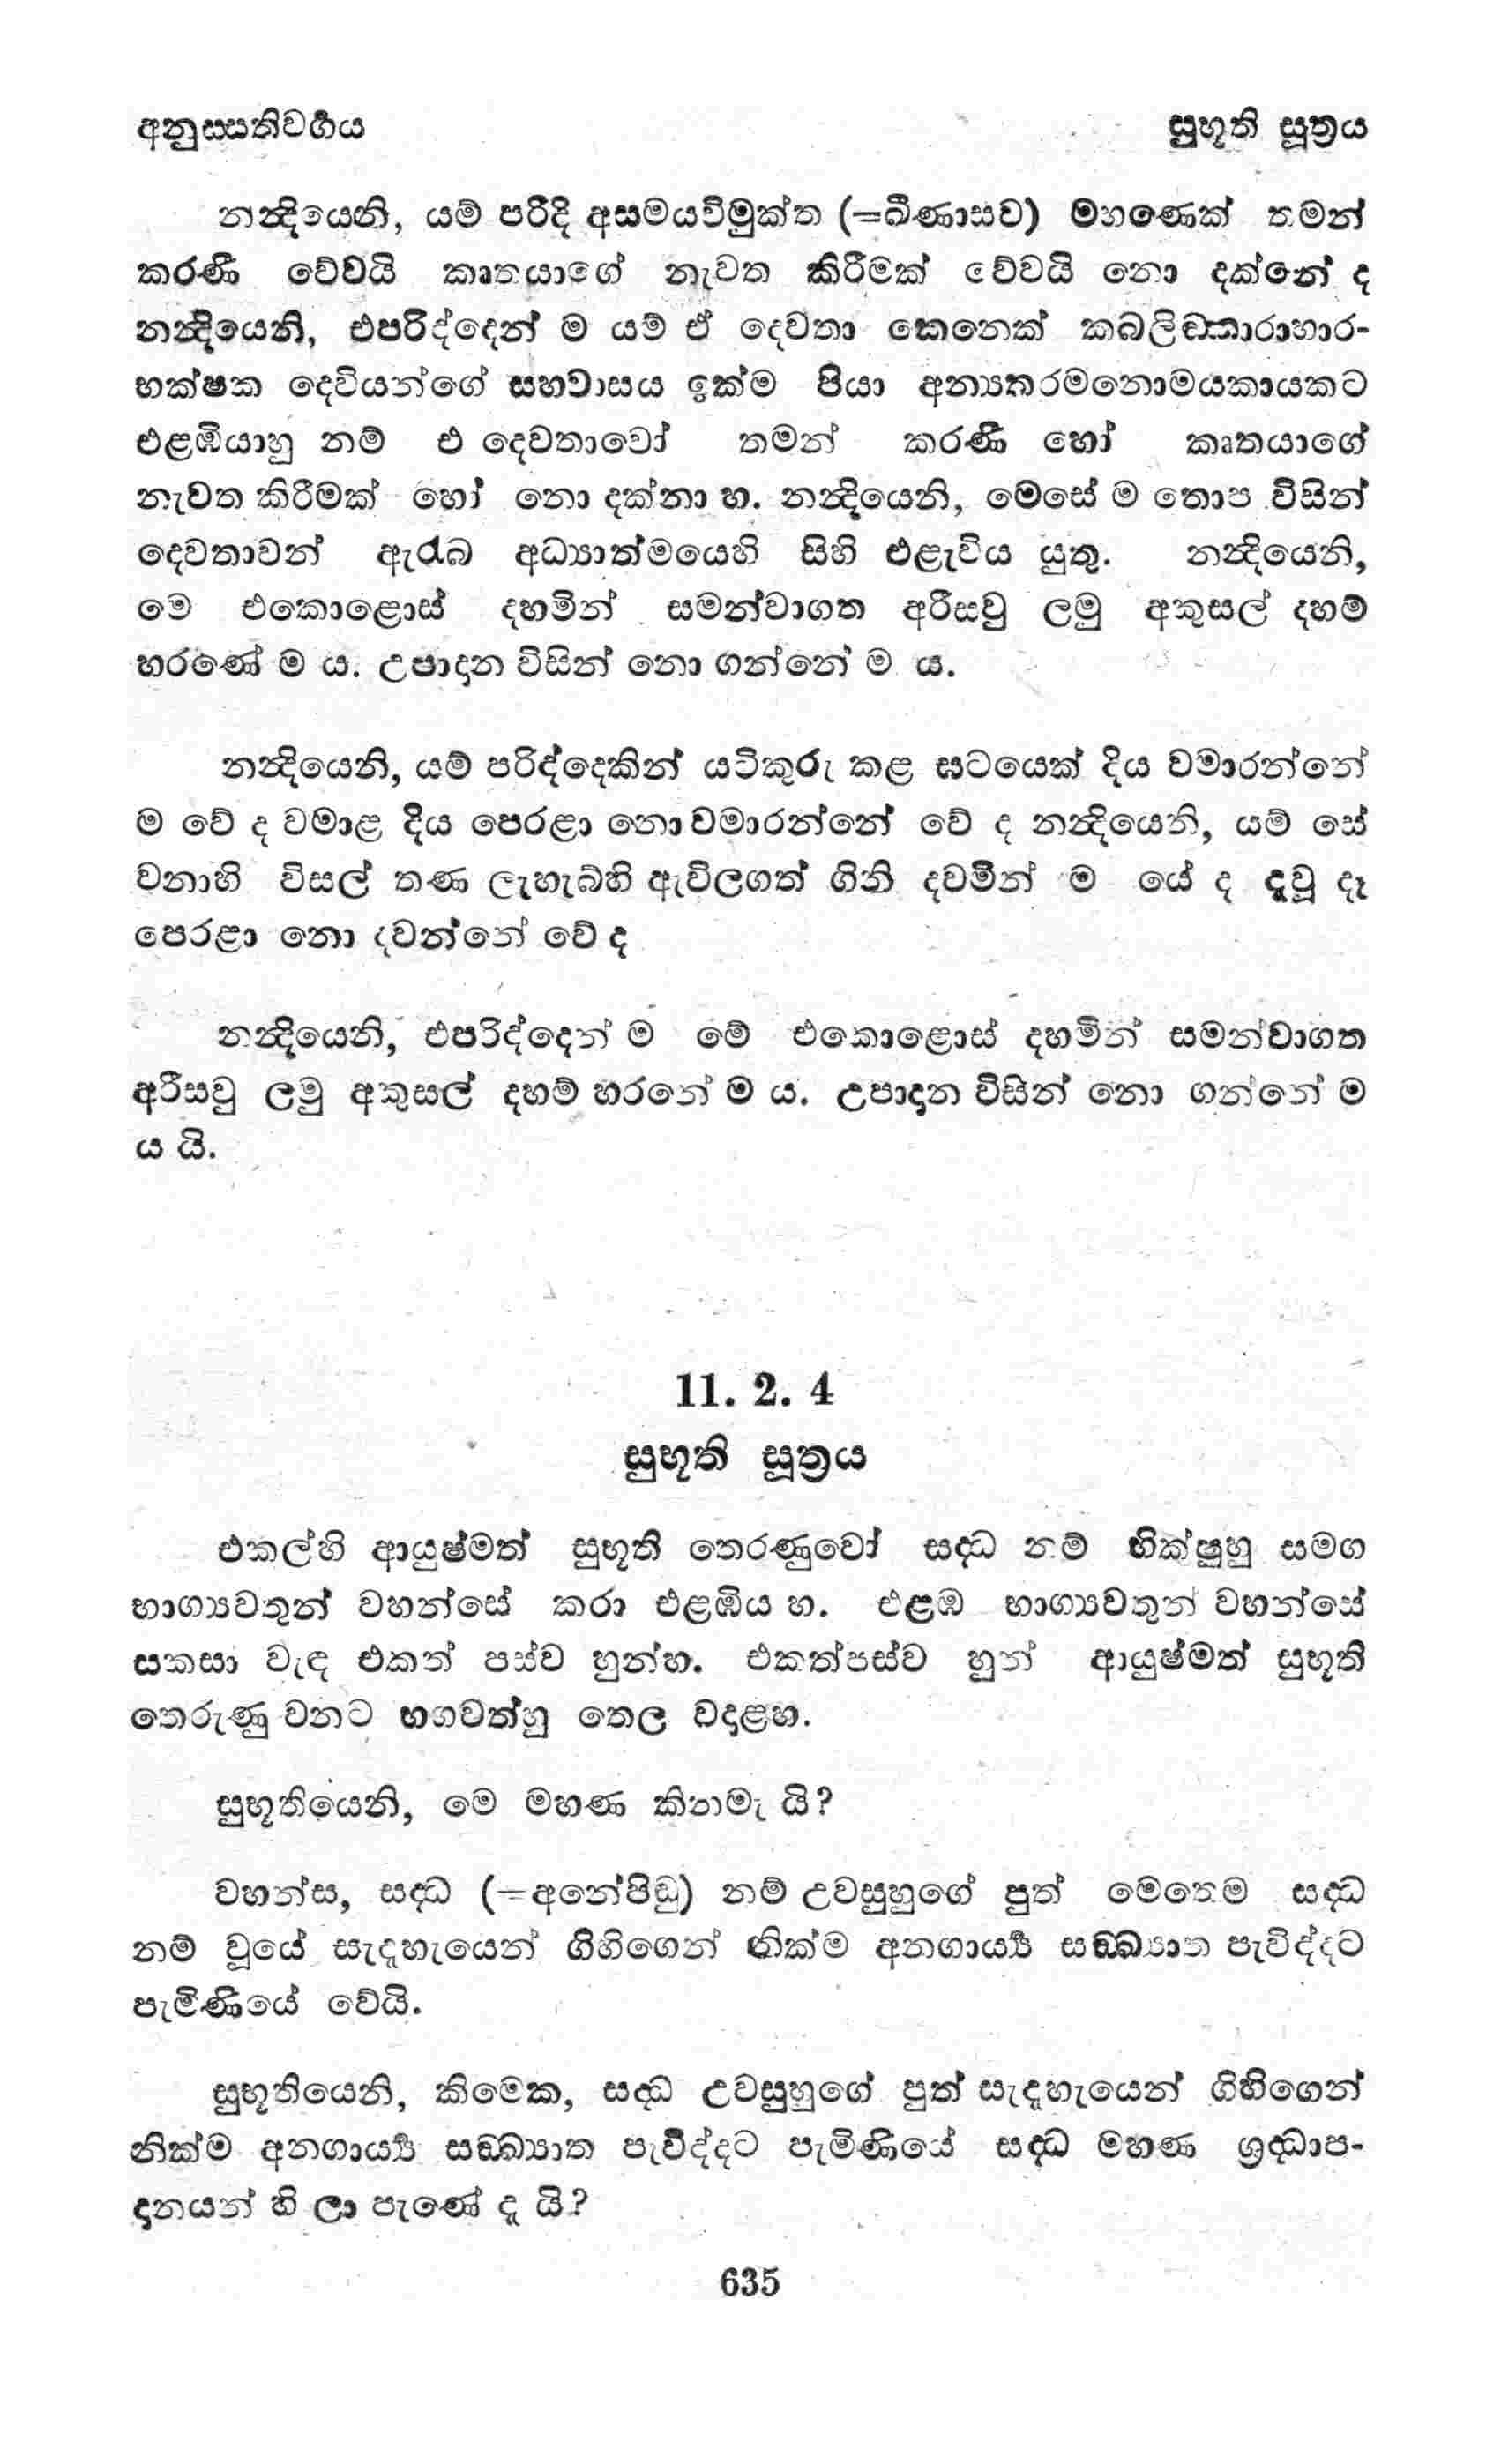 අනුස්සතිවර්‍ගය
සුභූති සූත්‍රය
නන්‍දියෙනි, යම් පරිදි අසමයවිමුක්ත (=ඛීණාසව) මහණෙක් තමන්
කරණී වේවයි කෘතයාගේ නැවත කිරීමක් වේවයි නො දක්නේ ද
නන්‍දියෙනි, එපරිද්දෙන් ම යම් ඒ දෙවතා කෙනෙක් කබලිඞ්කාරාහාර-
භක්ෂක දෙවියන්ගේ සහවාසය ඉක්ම පියා අන්‍යතරමනොමයකායකට
එළඹියාහු නම් එ දෙවතාවෝ තමන් කරණී හෝ කෘතයාගේ
නැවත කිරීමක් හෝ නො දක්නා හ. නන්‍දියෙනි, මෙසේ ම තොප විසින්
දෙවතාවන් ඇරැබ අධ්‍යාත්මයෙහි සිහි එළැවිය යුතු. නන්‍දියෙනි,
මෙ එකොළොස් දහමින් සමන්වාගත අරිසවු ලමු අකුසල් දහම්
හරණේ ම ය. උපාදාන විසින් නො ගන්නේ ම ය.
නන්‍දියෙනි, යම් පරිද්දෙකින් යටිකුරු කළ ඝටයෙක් දිය වමාරන්නේ
ම වේ ද වමාළ දිය පෙරළා නොවමාරන්නේ වේ ද නන්‍දියෙනි, යම් සේ
වනාහි විසල් තණ ලැහැබ්හි ඇවිලගත් ගිනි දවමින් ම යේ ද දැවූ දෑ
පෙරළා නො දවන්නේ වේ ද
නන්‍දියෙනි, එපරිද්දෙන් ම මේ එකොළොස් දහමින් සමන්වාගත
අරිසවු ලමු අකුසල් දහම් හරනේ ම ය. උපාදාන විසින් නො ගන්නේ ම
ය යි.
11. 2. 4
සුභූති සූත්‍රය
එකල්හි ආයුෂ්මත් සුභූති තෙරණුවෝ සද්ධ නම් භික්ෂුහු සමග
භාග්‍යවතුන් වහන්සේ කරා එළඹිය හ. එළඹ භාග්‍යවතුන් වහන්සේ
සකසා වැඳ එකත් පස්ව හුන්හ. එකත්පස්ව හුන් ආයුෂ්මත් සුභූති
තෙරුණු වනට භගවත්හු තෙල වදාළහ.
සුභූතියෙනි, මෙ මහණ කිනමැ යි?
වහන්ස, සද්ධ (=අනේපිඬු) නම් උවසුහුගේ පුත් මෙතෙම සද්ධ
නම් වූයේ සැදැහැයෙන් ගිහිගෙන් නික්ම අනගාර්‍ය්‍ය සඞ්ඛ්‍යාත පැවිද්දට
පැමිණියේ වේයි.
සුභූතියෙනි, කිමෙක, සද්ධ උවසුහුගේ පුත් සැදැහැයෙන් ගිහිගෙන්
නික්ම අනගාර්‍ය්‍ය සඞ්ඛ්‍යාත පැවිද්දට පැමිණියේ සද්ධ මහණ ශ්‍රද්ධාප-
දානයන් හි ලා පැණේ දැ යි?
635